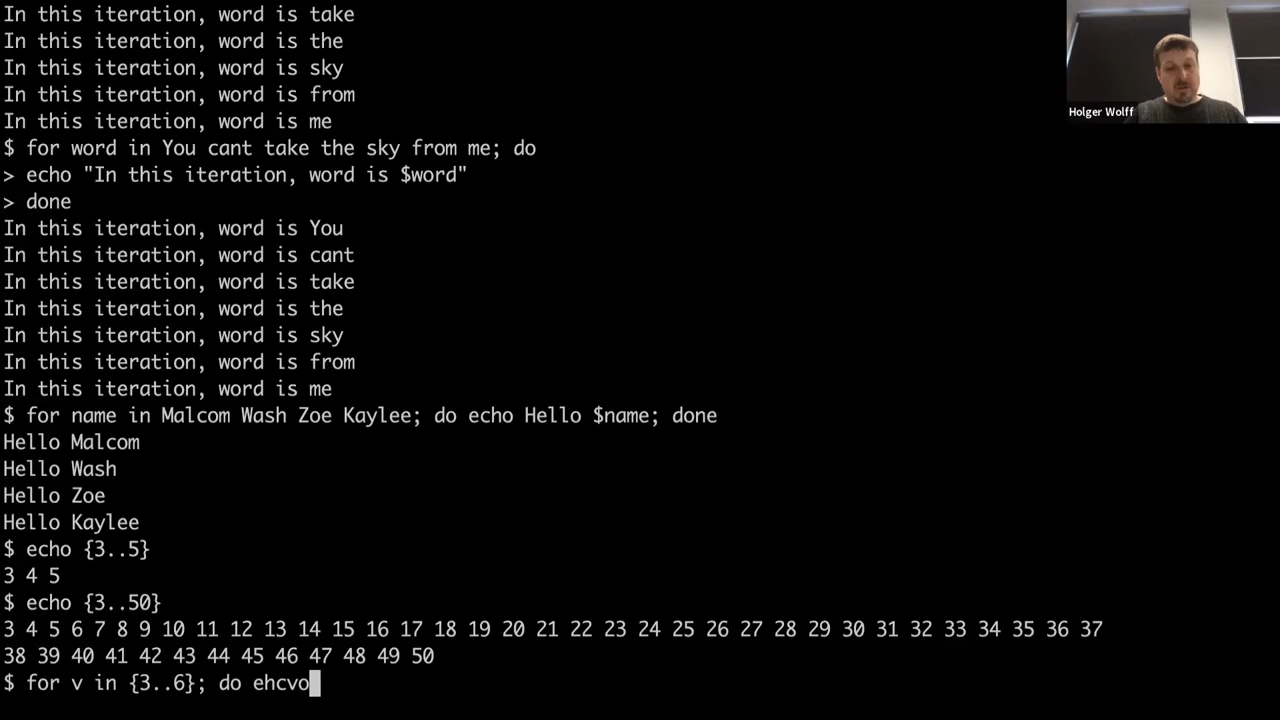 In this iteration, word is take
In this iteration, word is the
In this iteration, word is sky
In this iteration, word is from
In this iteration, word is me
$ for word in You cant take the sky from me; do
> echo "In this iteration, word is $word"
> done
In this iteration, word is You
In this iteration, word is cant
In this iteration, word is take
In this iteration, word is the
In this iteration, word is sky
In this iteration, word is from
In this iteration, word is me
$ for name in Malcom Wash Zoe Kaylee; do echo Hello $name; done
Hello Malcom
Hello Wash
Hello Zoe
Hello Kaylee
$ echo {3..5}
3 4 5
$ echo {3..50}
3 4 5 6 7 8 9 10 11 12 13 14 15 16 17 18 19 20 21 22 23 24 25 26 27 28 29 30 31 32 33 34 35 36 37
38 39 40 41 42 43 44 45 46 47 48 49 50
$ for v in {3..6}; do ehcvo
Holger Wolff